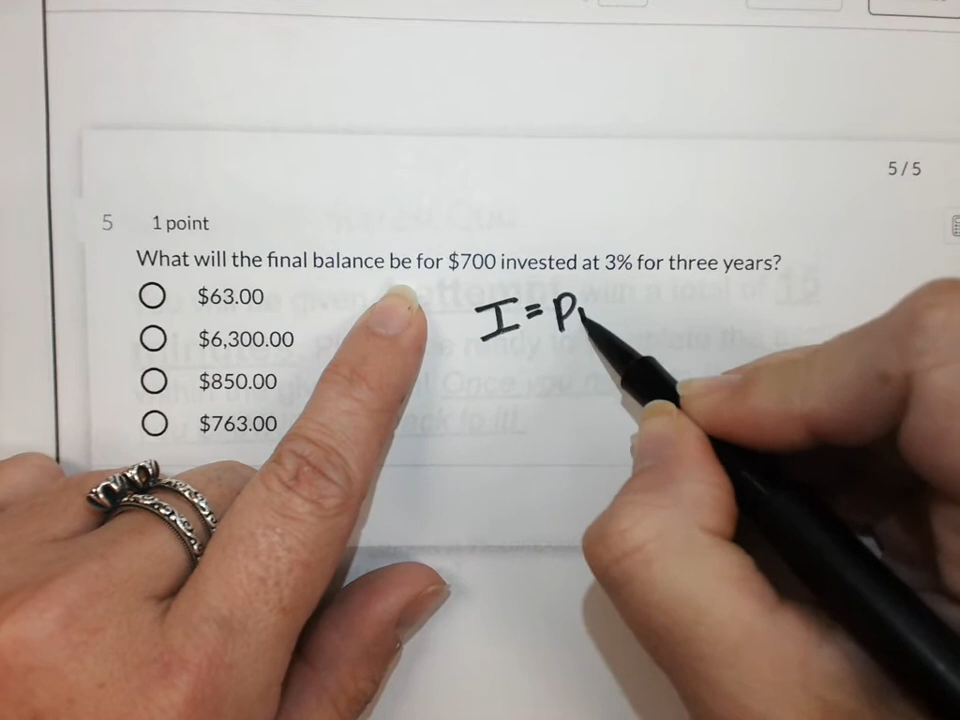 5/5
5 1 point
What will the final balance be for $700 invested at 3% for three years?
$63.00
I = P
$6,300.00
$850.00
$763.00